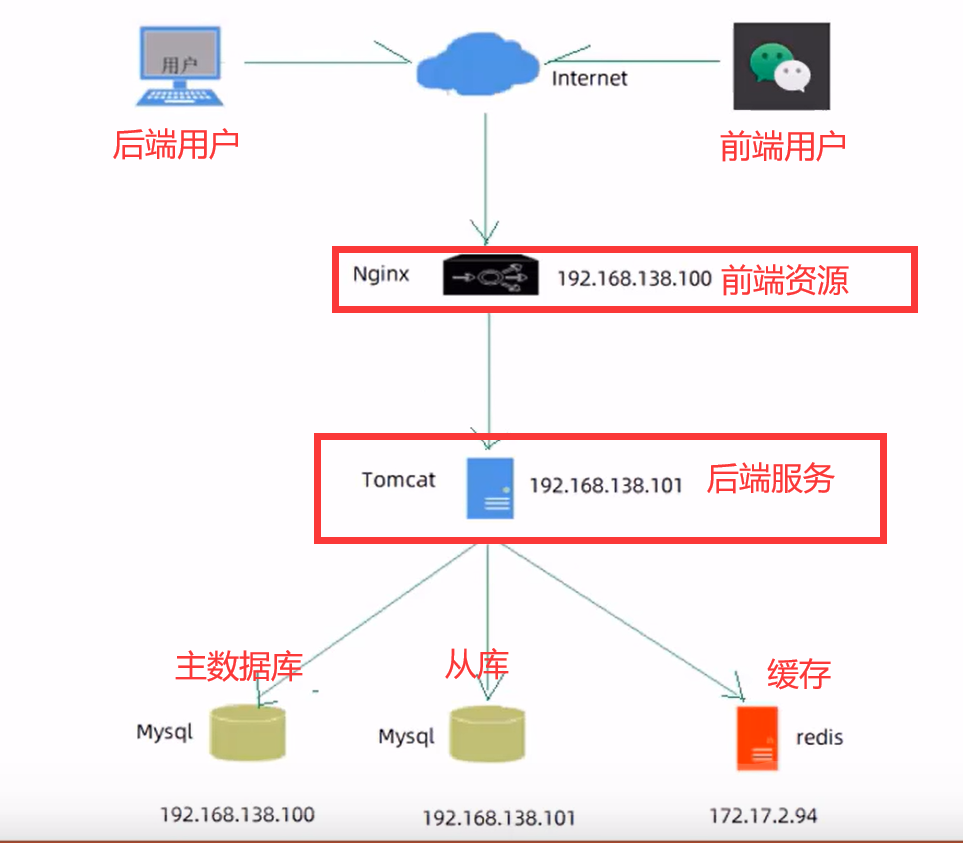 用户
Internet
后端用户
前端用户
Nginx
192.168.138.100
前端资源
Tomcat
192.168.138.101
后端服务
主数据库
从库
缓存
Mysql
Mysql
redis
192.168.138.100
192.168.138.101
172.17.2.94